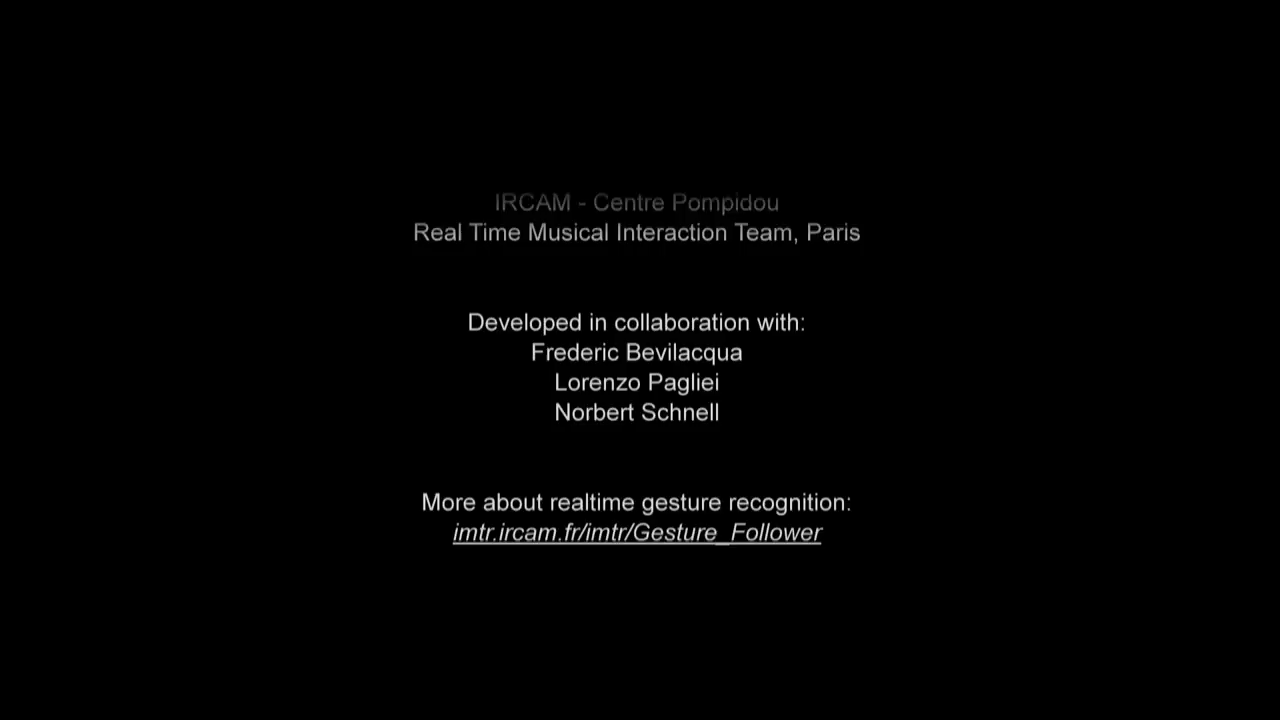 IRCAM - Centre Pompidou
Real Time Musical Interaction Team, Paris
Developed in collaboration with:
Frederic Bevilacqua
Lorenzo Pagliei
Norbert Schnell
More about realtime gesture recognition:
imtr.ircam.fr/imtr/Gesture_Follower